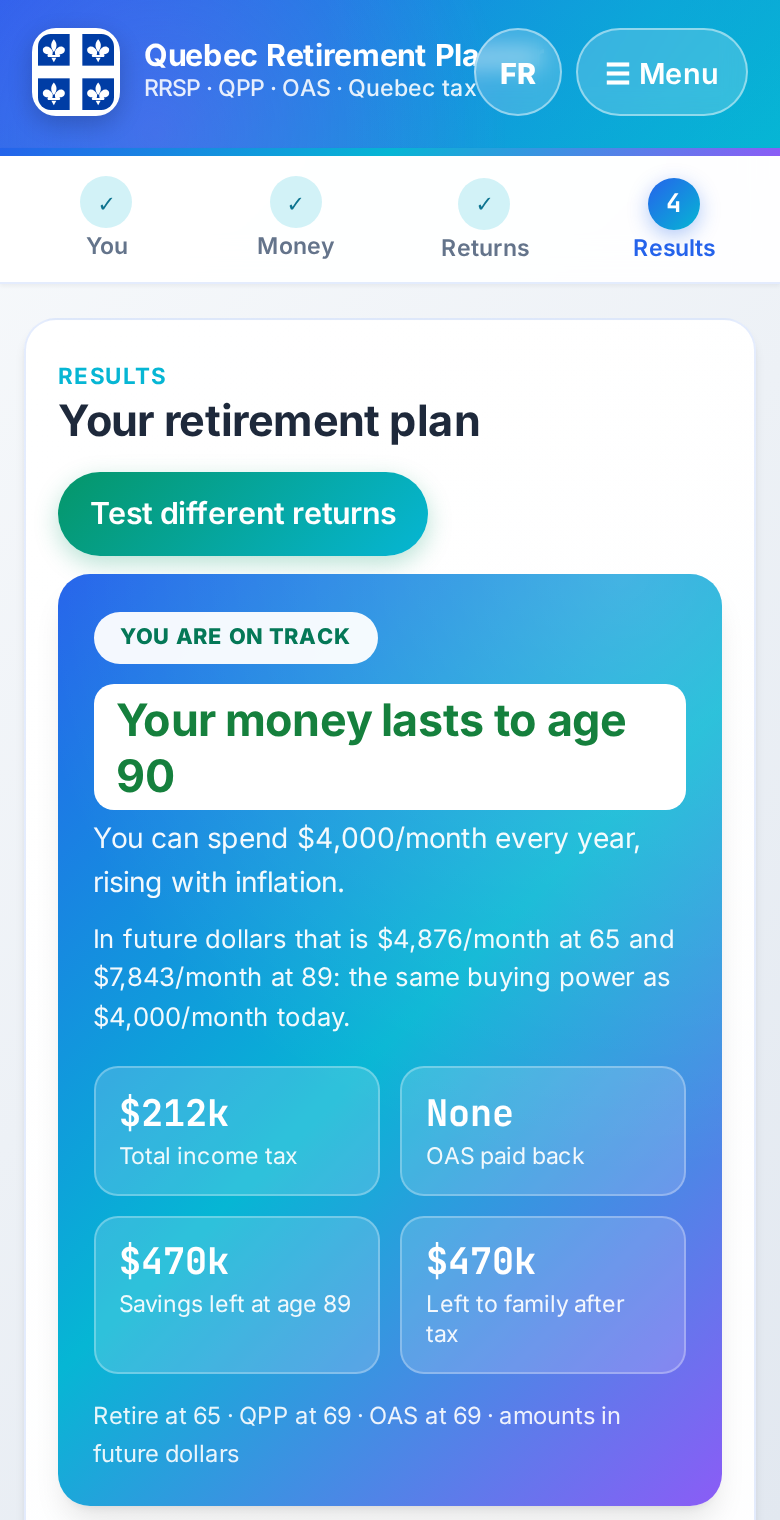 Quebec Retirement Pla
RRSP · QPP · OAS · Quebec tax
FR
☰ Menu
✓
You
✓
Money
✓
Returns
4
Results
RESULTS
Your retirement plan
Test different returns
YOU ARE ON TRACK
Your money lasts to age
90
You can spend $4,000/month every year,
rising with inflation.
In future dollars that is $4,876/month at 65 and
$7,843/month at 89: the same buying power as
$4,000/month today.
$212k
Total income tax
None
OAS paid back
$470k
Savings left at age 89
$470k
Left to family after
tax
Retire at 65 · QPP at 69 · OAS at 69 · amounts in
future dollars